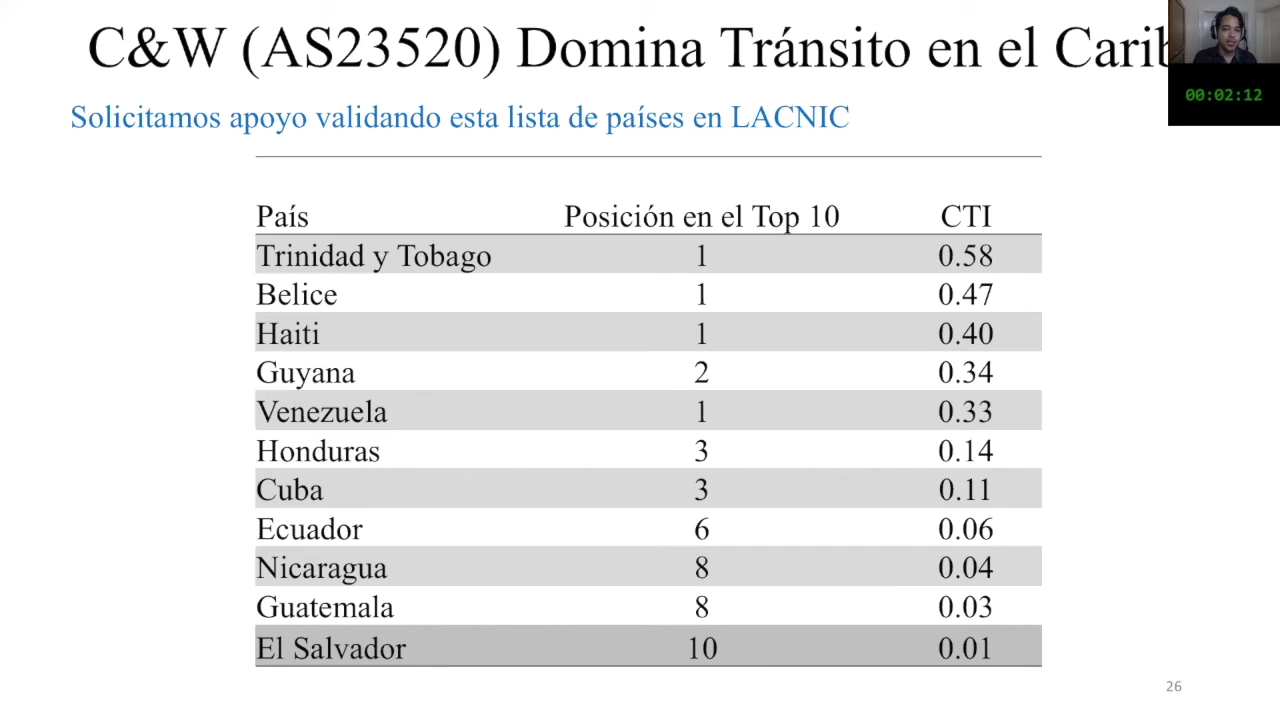 C&W (AS23520) Domina Tránsito en el Carib
00:02:12
Solicitamos apoyo validando esta lista de países en LACNIC
País Posición en el Top 10 CTI
Trinidad y Tobago 1 0.58
Belice 1 0.47
Haiti 1 0.40
Guyana 2 0.34
Venezuela 1 0.33
Honduras 3 0.14
Cuba 3 0.11
Ecuador 6 0.06
Nicaragua 8 0.04
Guatemala 8 0.03
El Salvador 10 0.01
26